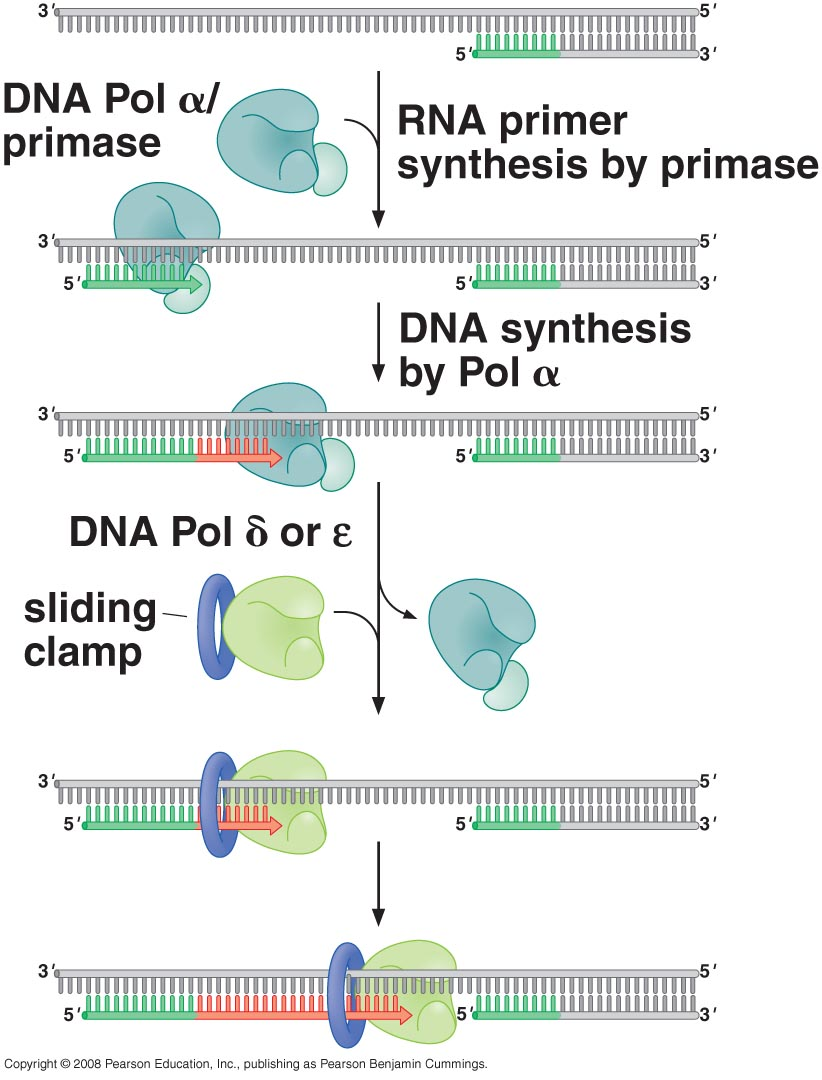 3′ 5′
5′ 3′
DNA Pol α/
primase
RNA primer
synthesis by primase
3′ 5′
5′ 5′ 3′
DNA synthesis
by Pol α
3′ 5′
5′ 5′ 3′
DNA Pol δ or ε
sliding
clamp
3′ 5′
5′ 5′ 3′
3′ 5′
5′ 5′ 3′
Copyright © 2008 Pearson Education, Inc., publishing as Pearson Benjamin Cummings.